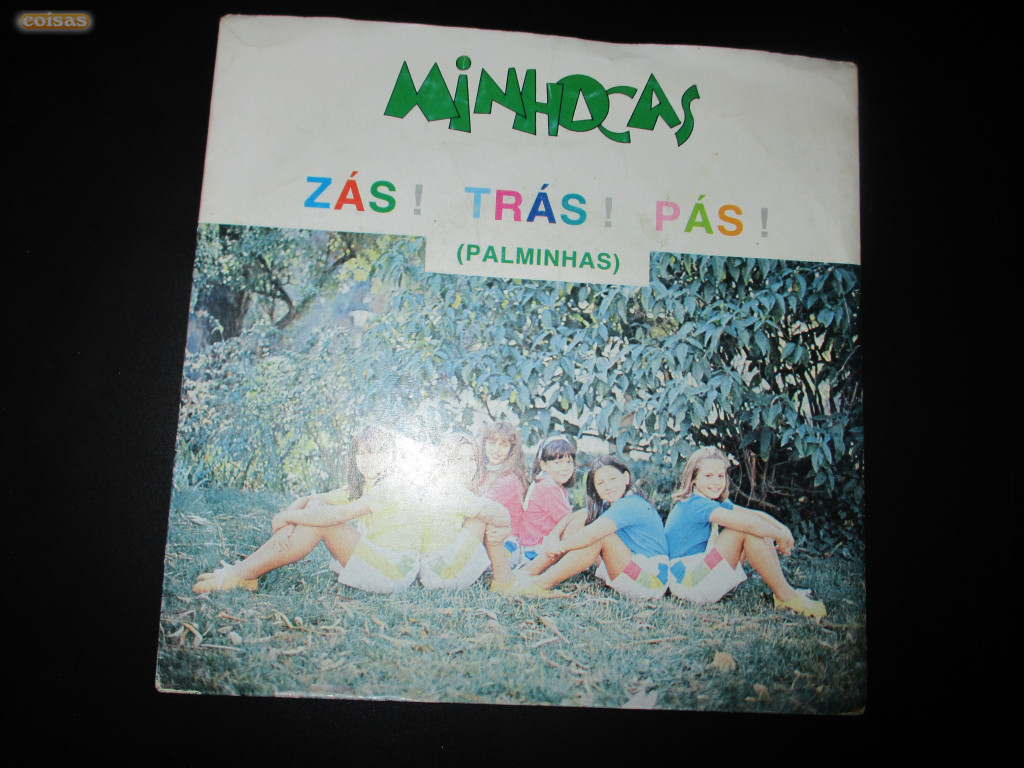 coisas
MINHOCAS
ZÁS! TRÁS! PÁS!
(PALMINHAS)